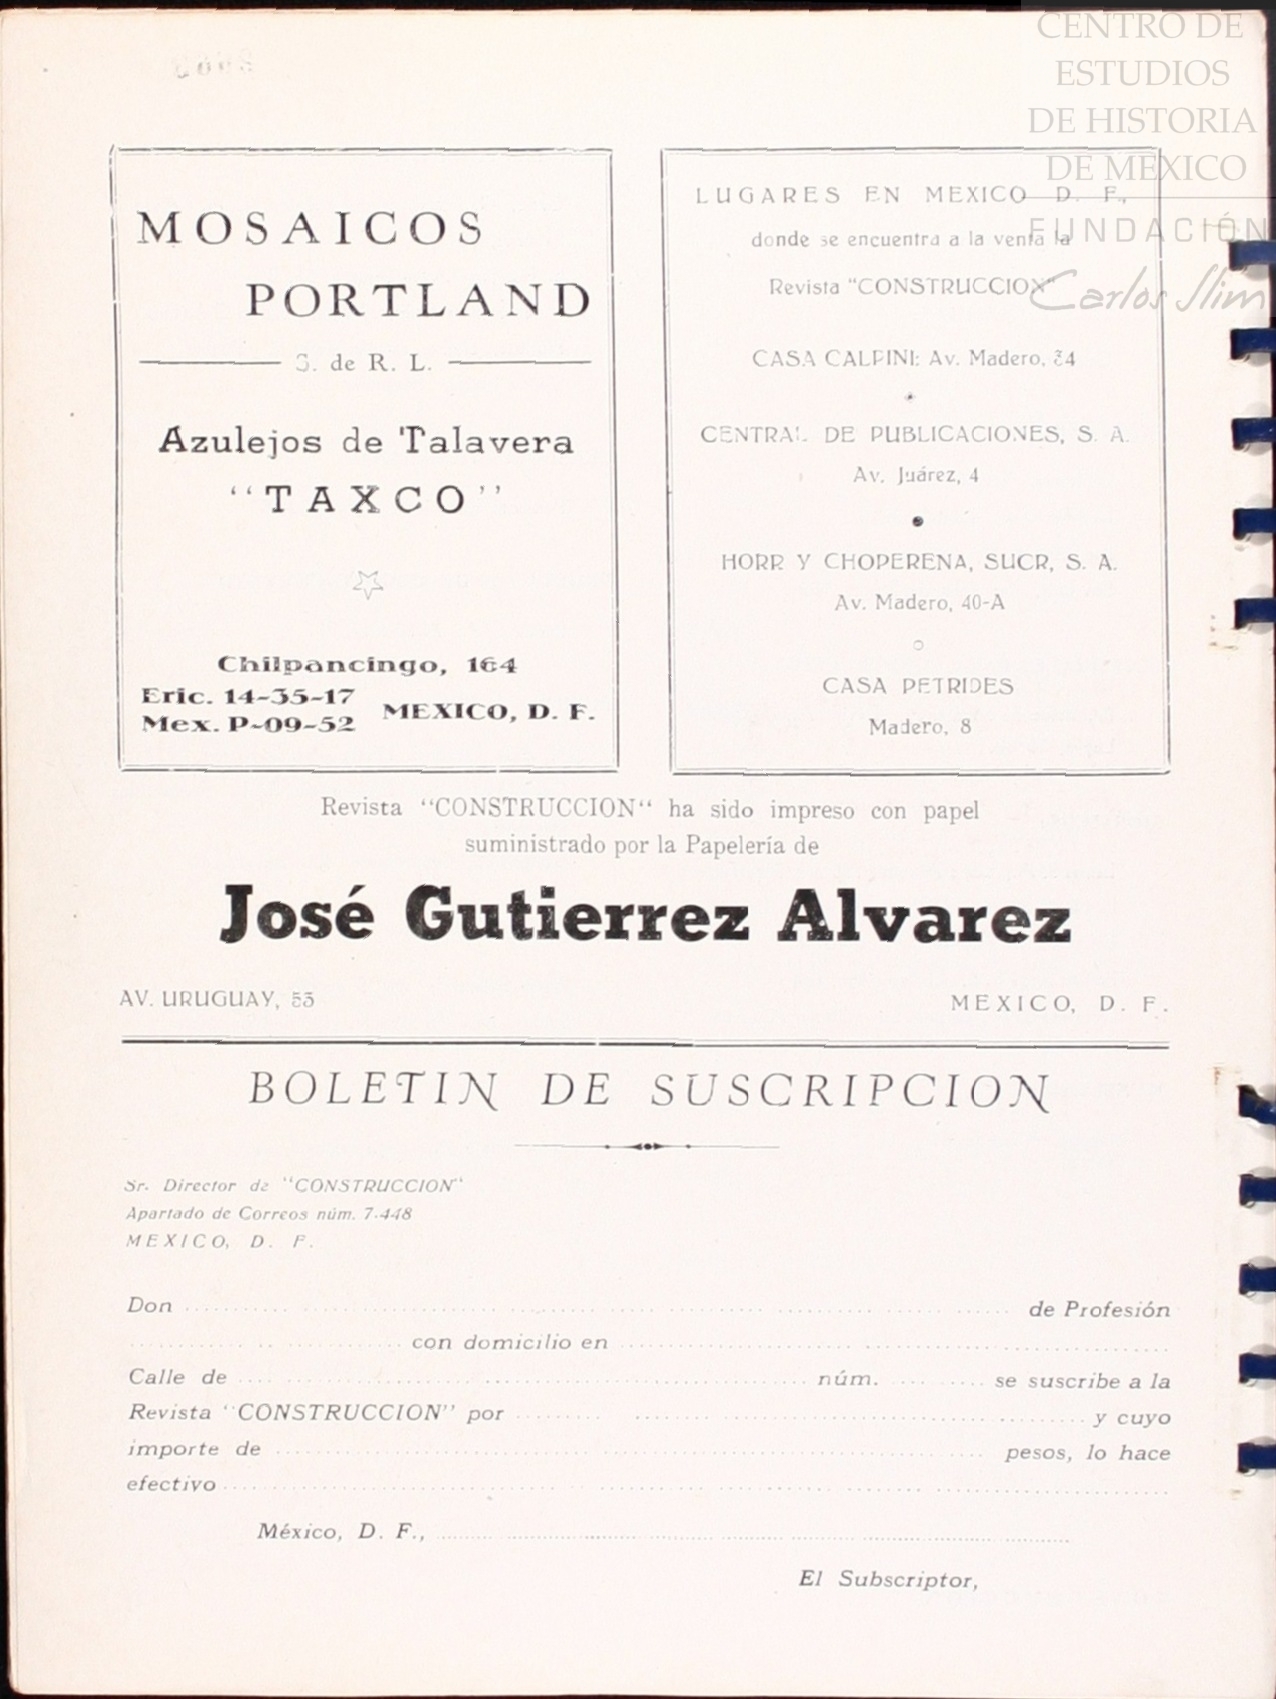 CENTRO DE
ESTUDIOS
DE HISTORIA
DE MEXICO
FUNDACIÓN
Carlos Slim
MOSAICOS
PORTLAND
S. de R. L.
Azulejos de Talavera
"TAXCO"
Chilpancingo, 164
Eric. 14-35-17
Mex. P-09-52
MEXICO, D. F.
LUGARES EN MEXICO D. F.,
donde se encuentra a la venta la
Revista "CONSTRUCCION"
CASA CALPINI: Av. Madero, 34
CENTRAL DE PUBLICACIONES, S. A.
Av. Juárez, 4
HORR Y CHOPERENA, SUCR, S. A.
Av. Madero, 40-A
CASA PETRIDES
Madero, 8
Revista "CONSTRUCCION" ha sido impreso con papel
suministrado por la Papelería de
José Gutierrez Alvarez
AV. URUGUAY, 55 MEXICO, D. F.
BOLETIN DE SUSCRIPCION
Sr. Director de "CONSTRUCCION"
Apartado de Correos núm. 7.448
MEXICO, D. F.
Don de Profesión
con domicilio en
Calle de núm. se suscribe a la
Revista "CONSTRUCCION" por y cuyo
importe de pesos, lo hace
efectivo
México, D. F.,
El Subscriptor,